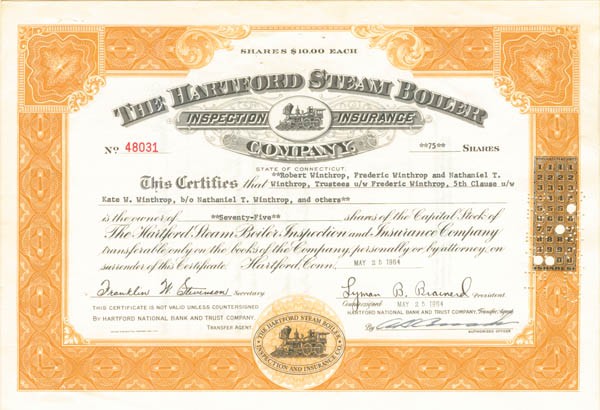 SHARES $10.00 EACH
THE HARTFORD STEAM BOILER
INSPECTION INSURANCE
COMPANY.
No 48031
**75** SHARES
STATE OF CONNECTICUT.
This Certifies that **Robert Winthrop, Frederic Winthrop and Nathaniel T.
Winthrop, Trustees u/w Frederic Winthrop, 5th Clause u/w
Kate W. Winthrop, b/o Nathaniel T. Winthrop, and others**
is the owner of **Seventy-Five** shares of the Capital Stock of
The Hartford Steam Boiler Inspection and Insurance Company
transferable only on the books of the Company, personally or by attorney, on
surrender of this Certificate. Hartford, Conn. MAY 25 1964
Franklin W. Stevenson Secretary
Lyman B. Brainerd President
THIS CERTIFICATE IS NOT VALID UNLESS COUNTERSIGNED
BY HARTFORD NATIONAL BANK AND TRUST COMPANY.
TRANSFER AGENT.
Countersigned MAY 25 1964
HARTFORD NATIONAL BANK AND TRUST COMPANY, Transfer Agent
By
AUTHORIZED OFFICER
THE HARTFORD STEAM BOILER
INSPECTION AND INSURANCE CO.
SHARES